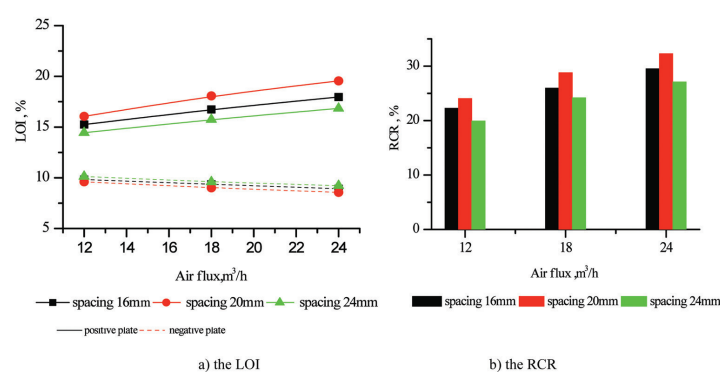 25
20
15
10
5
LOI, %
12 14 16 18 20 22 24
Air flux,m³/h
spacing 16mm spacing 20mm spacing 24mm
positive plate negative plate
a) the LOI
30
20
10
0
RCR, %
12 18 24
Air flux,m³/h
spacing 16mm spacing 20mm spacing 24mm
b) the RCR